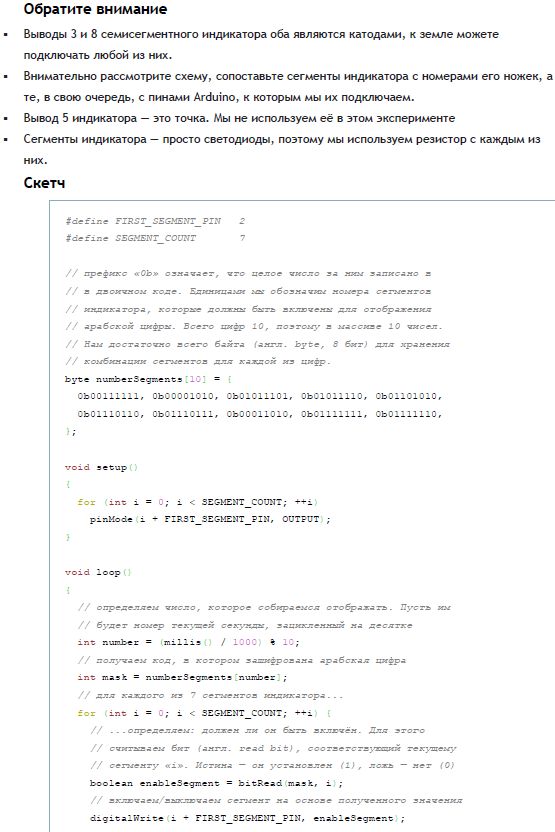 Обратите внимание
▪ Выводы 3 и 8 семисегментного индикатора оба являются катодами, к земле можете
подключать любой из них.
▪ Внимательно рассмотрите схему, сопоставьте сегменты индикатора с номерами его ножек, а
те, в свою очередь, с пинами Arduino, к которым мы их подключаем.
▪ Вывод 5 индикатора — это точка. Мы не используем её в этом эксперименте
▪ Сегменты индикатора — просто светодиоды, поэтому мы используем резистор с каждым из
них.
Скетч
#define FIRST_SEGMENT_PIN   2
#define SEGMENT_COUNT       7

// префикс «0b» означает, что целое число за ним записано в
// в двоичном коде. Единицами мы обозначим номера сегментов
// индикатора, которые должны быть включены для отображения
// арабской цифры. Всего цифр 10, поэтому в массиве 10 чисел.
// Нам достаточно всего байта (англ. byte, 8 бит) для хранения
// комбинации сегментов для каждой из цифр.
byte numberSegments[10] = {
  0b00111111, 0b00001010, 0b01011101, 0b01011110, 0b01101010,
  0b01110110, 0b01110111, 0b00011010, 0b01111111, 0b01111110,
};

void setup()
{
  for (int i = 0; i < SEGMENT_COUNT; ++i)
    pinMode(i + FIRST_SEGMENT_PIN, OUTPUT);
}

void loop()
{
  // определяем число, которое собираемся отображать. Пусть им
  // будет номер текущей секунды, зацикленный на десятке
  int number = (millis() / 1000) % 10;
  // получаем код, в котором зашифрована арабская цифра
  int mask = numberSegments[number];
  // для каждого из 7 сегментов индикатора...
  for (int i = 0; i < SEGMENT_COUNT; ++i) {
    // ...определяем: должен ли он быть включён. Для этого
    // считываем бит (англ. read bit), соответствующий текущему
    // сегменту «i». Истина — он установлен (1), ложь — нет (0)
    boolean enableSegment = bitRead(mask, i);
    // включаем/выключаем сегмент на основе полученного значения
    digitalWrite(i + FIRST_SEGMENT_PIN, enableSegment);